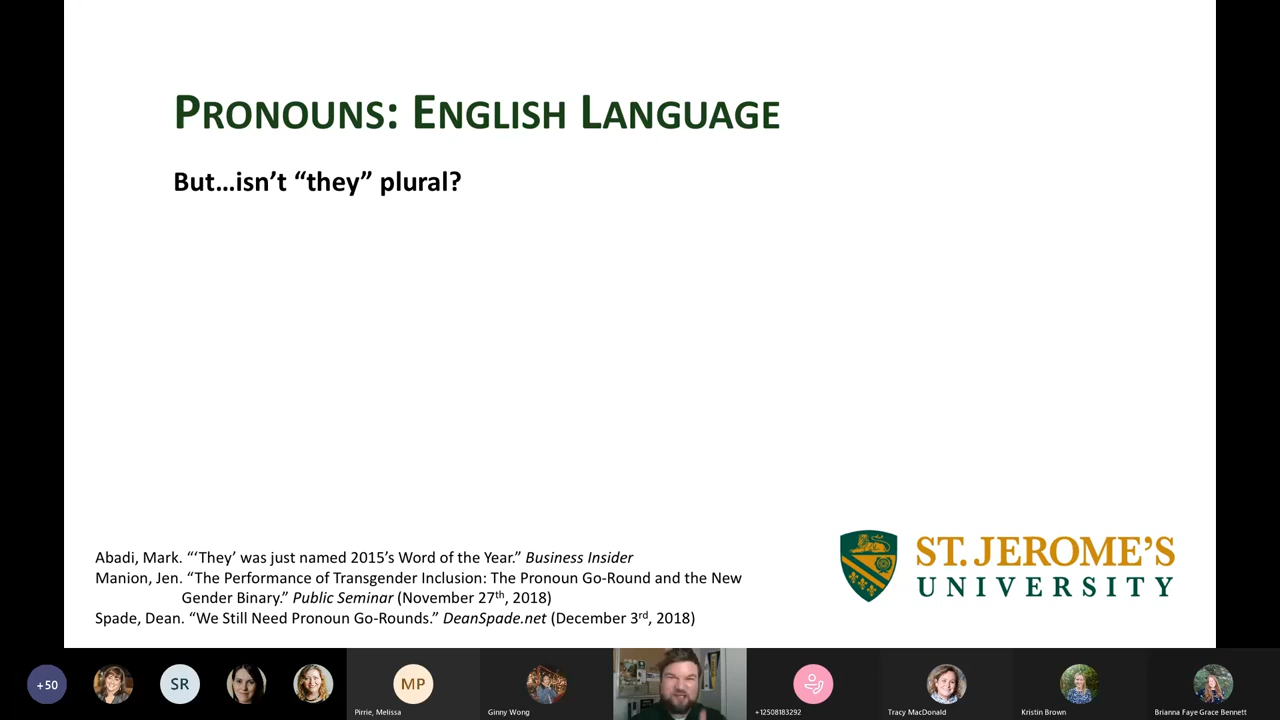 PRONOUNS: ENGLISH LANGUAGE
But...isn't “they” plural?
Abadi, Mark. “‘They’ was just named 2015’s Word of the Year.” Business Insider
Manion, Jen. “The Performance of Transgender Inclusion: The Pronoun Go-Round and the New
Gender Binary.” Public Seminar (November 27th, 2018)
Spade, Dean. “We Still Need Pronoun Go-Rounds.” DeanSpade.net (December 3rd, 2018)
ST. JEROME’S
UNIVERSITY
+50
SR
MP
Pirrie, Melissa
Ginny Wong
+12508183292
Tracy MacDonald
Kristin Brown
Brianna Faye Grace Bennett